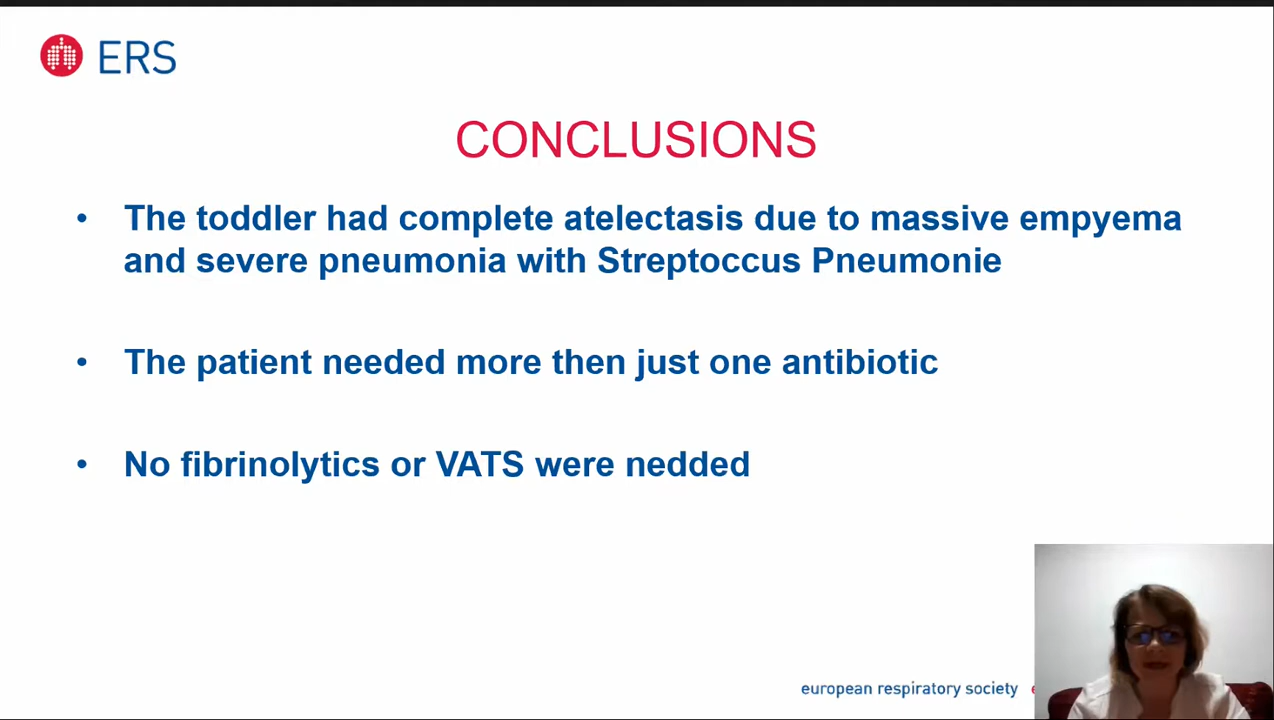 ERS
CONCLUSIONS
• The toddler had complete atelectasis due to massive empyema
and severe pneumonia with Streptoccus Pneumonie
• The patient needed more then just one antibiotic
• No fibrinolytics or VATS were nedded
european respiratory society